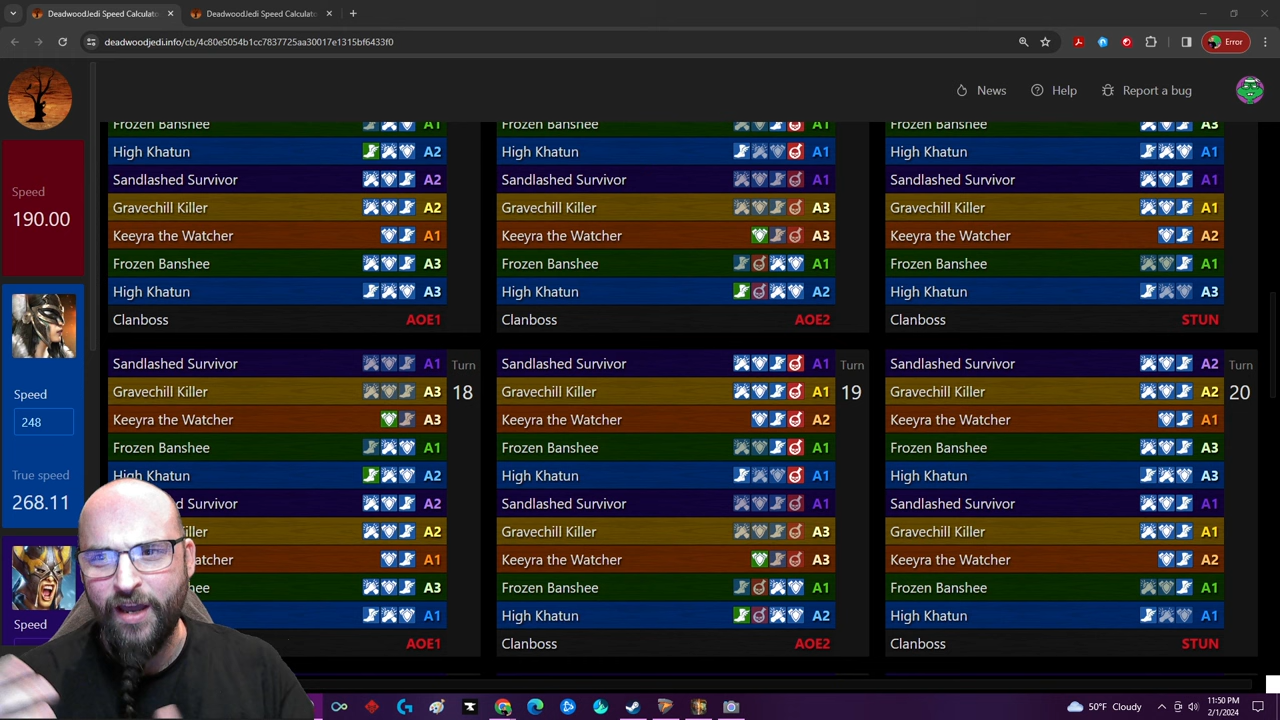 DeadwoodJedi Speed Calculato
DeadwoodJedi Speed Calculato
deadwoodjedi.info/cb/4c80e5054b1cc7837725aa30017e1315bf6433f0
Error
News
Help
Report a bug
Speed
190.00
Speed
248
True speed
268.11
Speed
Frozen Banshee A1
High Khatun A2
Sandlashed Survivor A2
Gravechill Killer A2
Keeyra the Watcher A1
Frozen Banshee A3
High Khatun A3
Clanboss AOE1
Frozen Banshee A1
High Khatun A1
Sandlashed Survivor A1
Gravechill Killer A3
Keeyra the Watcher A3
Frozen Banshee A1
High Khatun A2
Clanboss AOE2
Frozen Banshee A3
High Khatun A1
Sandlashed Survivor A1
Gravechill Killer A1
Keeyra the Watcher A2
Frozen Banshee A1
High Khatun A3
Clanboss STUN
Sandlashed Survivor A1
Gravechill Killer A3
Keeyra the Watcher A3
Frozen Banshee A1
High Khatun A2
ed Survivor A2
iller A2
atcher A1
A3
A1
AOE1
Turn
18
Sandlashed Survivor A1
Gravechill Killer A1
Keeyra the Watcher A2
Frozen Banshee A1
High Khatun A1
Sandlashed Survivor A1
Gravechill Killer A3
Keeyra the Watcher A3
Frozen Banshee A1
High Khatun A2
Clanboss AOE2
Turn
19
Sandlashed Survivor A2
Gravechill Killer A2
Keeyra the Watcher A1
Frozen Banshee A3
High Khatun A3
Sandlashed Survivor A1
Gravechill Killer A1
Keeyra the Watcher A2
Frozen Banshee A1
High Khatun A1
Clanboss STUN
Turn
20
50°F Cloudy
11:50 PM
2/1/2024